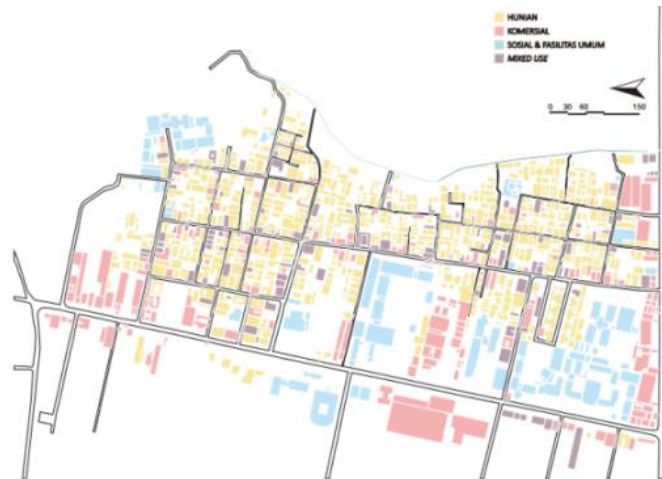 HUNIAN
KOMERSIAL
SOSIAL & FASILITAS UMUM
MIXED USE
0 30 60 150